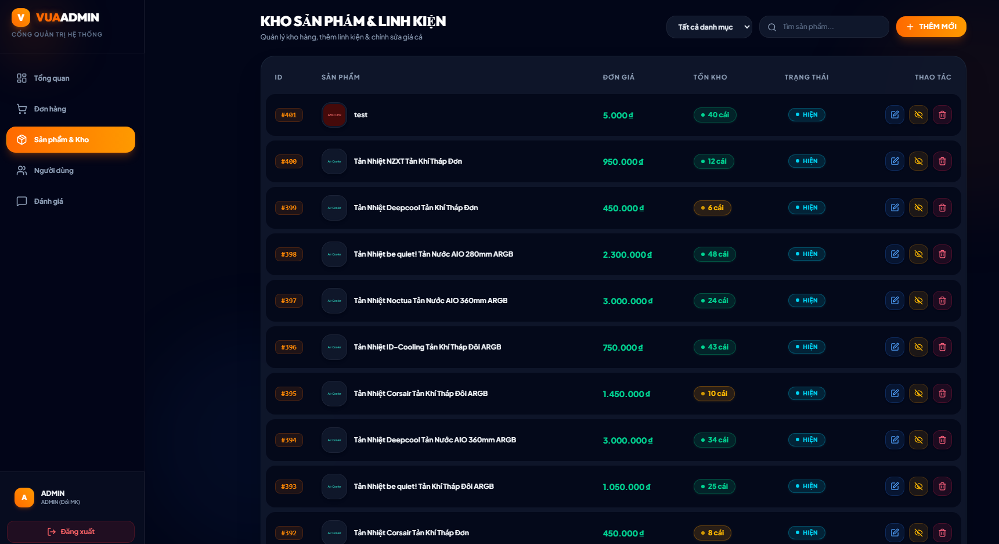 V VUAADMIN
CỔNG QUẢN TRỊ HỆ THỐNG
Tổng quan
Đơn hàng
Sản phẩm & Kho
Người dùng
Đánh giá
A
ADMIN
ADMIN (Đổi MK)
Đăng xuất
KHO SẢN PHẨM & LINH KIỆN
Quản lý kho hàng, thêm linh kiện & chỉnh sửa giá cả
Tất cả danh mục
Tìm sản phẩm...
+ THÊM MỚI
ID SẢN PHẨM ĐƠN GIÁ TỒN KHO TRẠNG THÁI THAO TÁC
#401 AMD CPU test 5.000 ₫ 40 cái HIỆN
#400 Air Cooler Tản Nhiệt NZXT Tản Khí Tháp Đơn 950.000 ₫ 12 cái HIỆN
#399 Air Cooler Tản Nhiệt Deepcool Tản Khí Tháp Đơn 450.000 ₫ 6 cái HIỆN
#398 Air Cooler Tản Nhiệt be quiet! Tản Nước AIO 280mm ARGB 2.300.000 ₫ 48 cái HIỆN
#397 Air Cooler Tản Nhiệt Noctua Tản Nước AIO 360mm ARGB 3.000.000 ₫ 24 cái HIỆN
#396 Air Cooler Tản Nhiệt ID-Cooling Tản Khí Tháp Đôi ARGB 750.000 ₫ 43 cái HIỆN
#395 Air Cooler Tản Nhiệt Corsair Tản Khí Tháp Đôi ARGB 1.450.000 ₫ 10 cái HIỆN
#394 Air Cooler Tản Nhiệt Deepcool Tản Nước AIO 360mm ARGB 3.000.000 ₫ 34 cái HIỆN
#393 Air Cooler Tản Nhiệt be quiet! Tản Khí Tháp Đôi ARGB 1.050.000 ₫ 25 cái HIỆN
#392 Air Cooler Tản Nhiệt Corsair Tản Khí Tháp Đơn 450.000 ₫ 8 cái HIỆN